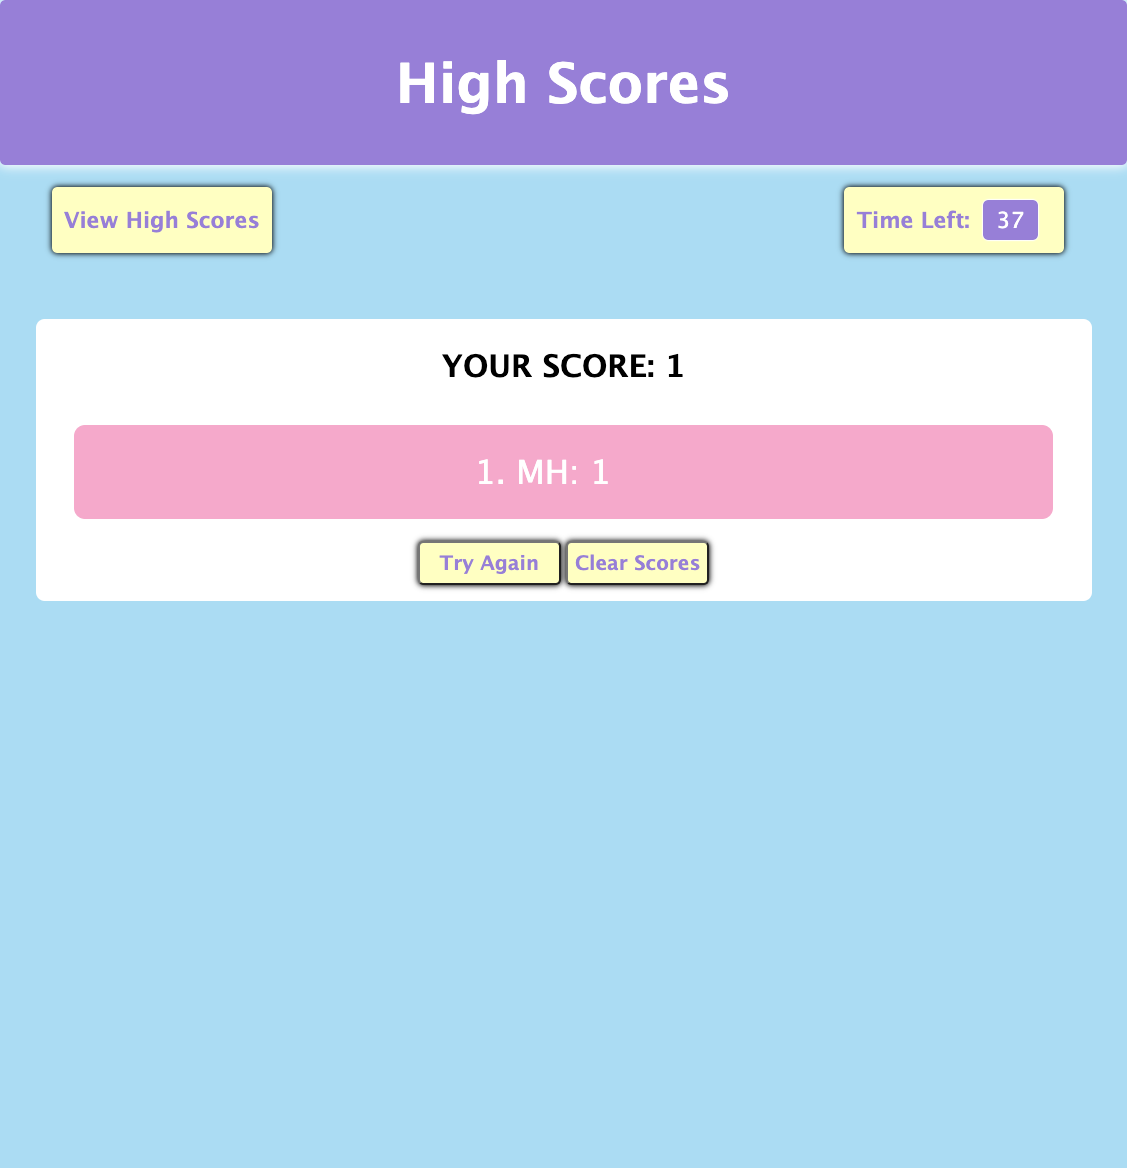 High Scores
View High Scores
Time Left: 37
YOUR SCORE: 1
1. MH: 1
Try Again
Clear Scores